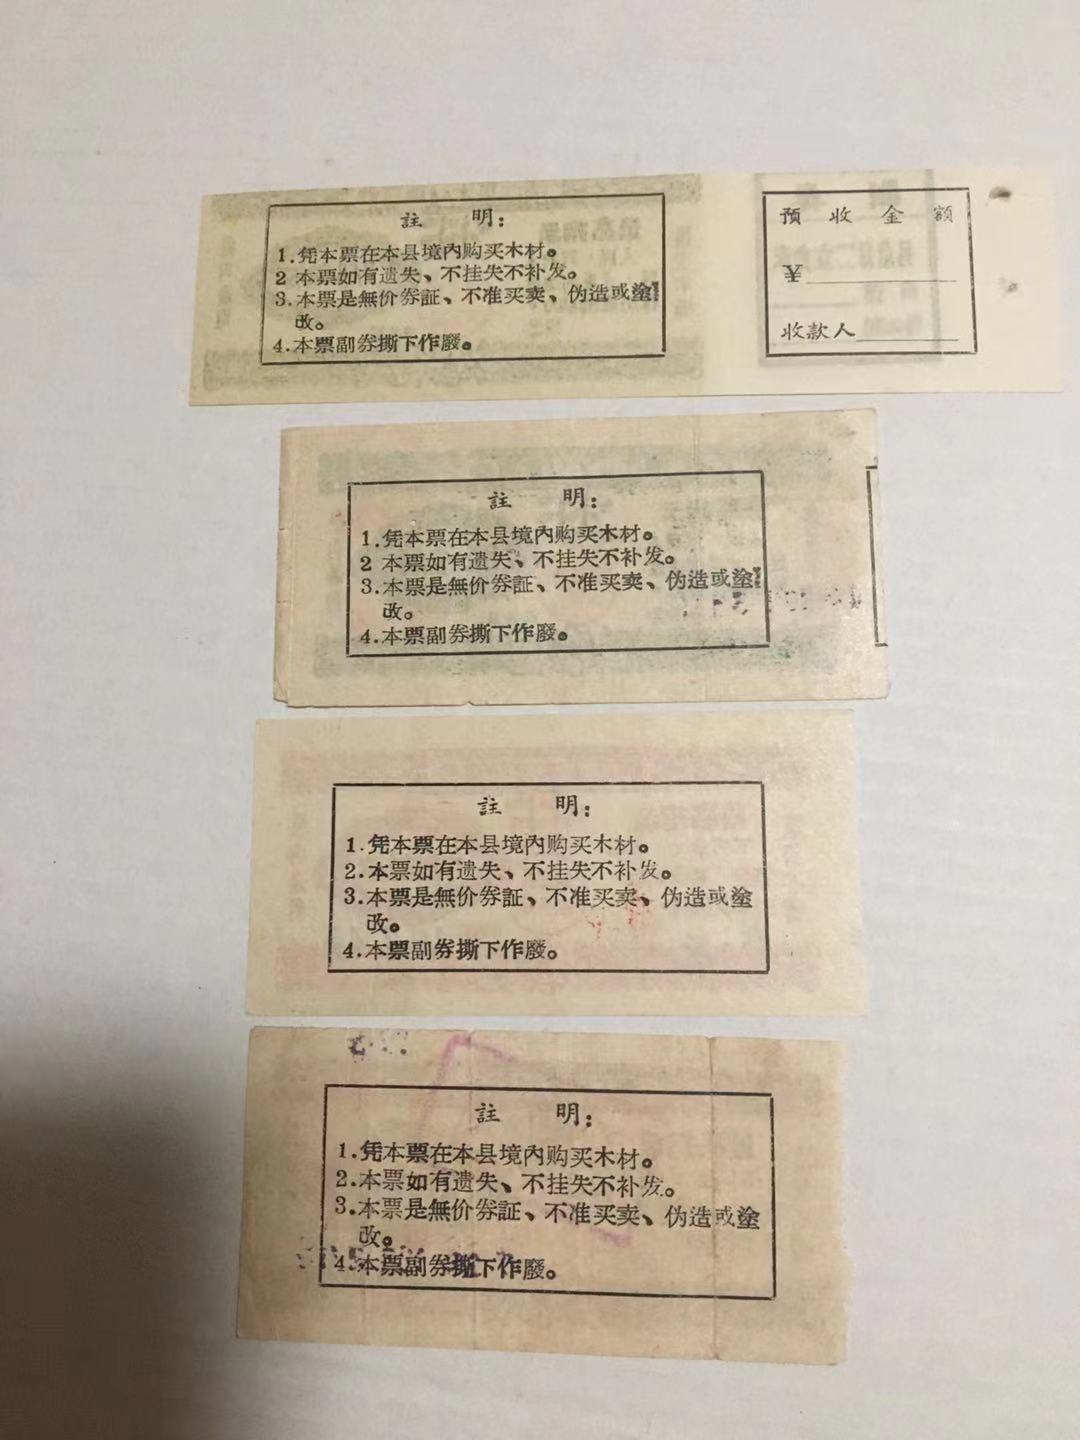 註 明：
1.凭本票在本县境內购买木材。
2 本票如有遗失、不挂失不补发。
3.本票是無价券証、不准买卖、伪造或塗
改。
4.本票副券撕下作廢。
预收金额
¥
收款人
註 明：
1.凭本票在本县境內购买木材。
2 本票如有遗失、不挂失不补发。
3.本票是無价券証、不准买卖、伪造或塗
改。
4.本票副券撕下作廢。
註 明：
1.凭本票在本县境內购买木材。
2.本票如有遗失、不挂失不补发。
3.本票是無价券証、不准买卖、伪造或塗
改。
4.本票副券撕下作廢。
註 明：
1.凭本票在本县境內购买木材。
2.本票如有遗失、不挂失不补发。
3.本票是無价券証、不准买卖、伪造或塗
改。
4.本票副券撕下作廢。